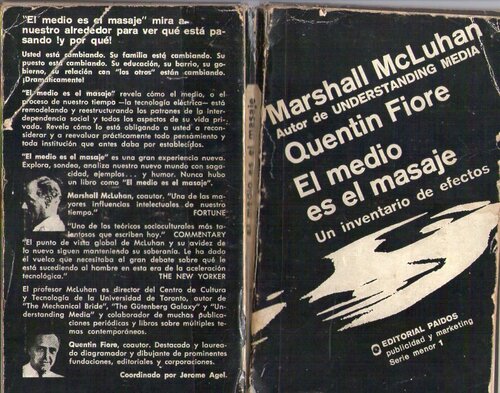 "El medio es el masaje" mira a
nuestro alrededor para ver qué está pa-
sando !y por qué!
Usted está cambiando. Su familia está cambiando. Su
puesto está cambiando. Su educación, su barrio, su go-
bierno, su relación con "los otros" están cambiando.
¡Dramáticamente!
"El medio es el masaje" revela cómo el medio, o el
proceso de nuestro tiempo —la tecnología eléctrica— está
remodelando y reestructurando los patrones de la inter-
dependencia social y todos los aspectos de su vida pri-
vada. Revela cómo lo está obligando a usted a reconsi-
derar y a reevaluar prácticamente todo pensamiento y
toda institución que antes daba por establecidos.
"El medio es el masaje" es una gran experiencia nueva.
Explora, sondea, analiza nuestro nuevo mundo con sa-
gacidad, ejemplos... y humor. Nunca hubo
un libro como "El medio es el masaje".
Marshall McLuhan, coautor. "Una de las ma-
yores influencias intelectuales de nuestro
tiempo." FORTUNE
"Uno de los teóricos socioculturales más ta-
lentosos que escriben hoy." COMMENTARY
"El punto de vista global de McLuhan y su avidez de
lo nuevo siguen manteniendo su soberanía. Le ha dado
el vuelco que necesitaba al gran debate sobre qué le
está sucediendo al hombre en esta era de la aceleración
tecnológica." THE NEW YORKER
El profesor McLuhan es director del Centro de Cultura
y Tecnología de la Universidad de Toronto, autor de
"The Mechanical Bride", "The Gütenberg Galaxy" y "Un-
derstanding Media" y colaborador de muchas publica-
ciones periódicas y libros sobre múltiples te-
mas contemporáneos.
Quentin Fiore, coautor. Destacado y laurea-
do diagramador y dibujante de prominentes
fundaciones, editoriales y corporaciones.
Coordinado por Jerome Agel.
es el masaje
Marshall McLuhan
Autor de UNDERSTANDING MEDIA
Quentin Fiore
El medio
es el masaje
Un inventario de efectos
EDITORIAL PAIDOS
publicidad y marketing
Serie menor 1